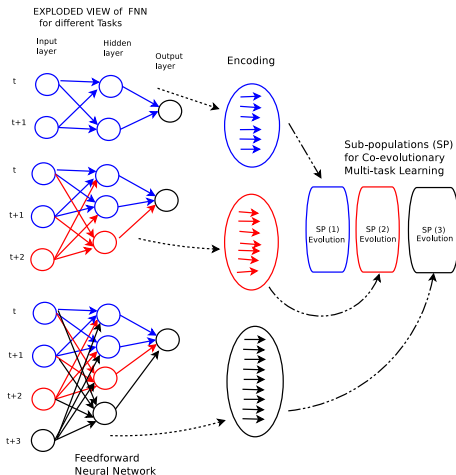 EXPLODED VIEW of FNN
for different Tasks
Input
layer
Hidden
layer
Output
layer
Encoding
t
t+1
Sub-populations (SP)
for Co-evolutionary
Multi-task Learning
t
t+1
t+2
SP (1)
Evolution
SP (2)
Evolution
SP (3)
Evolution
t
t+1
t+2
t+3
Feedforward
Neural Network